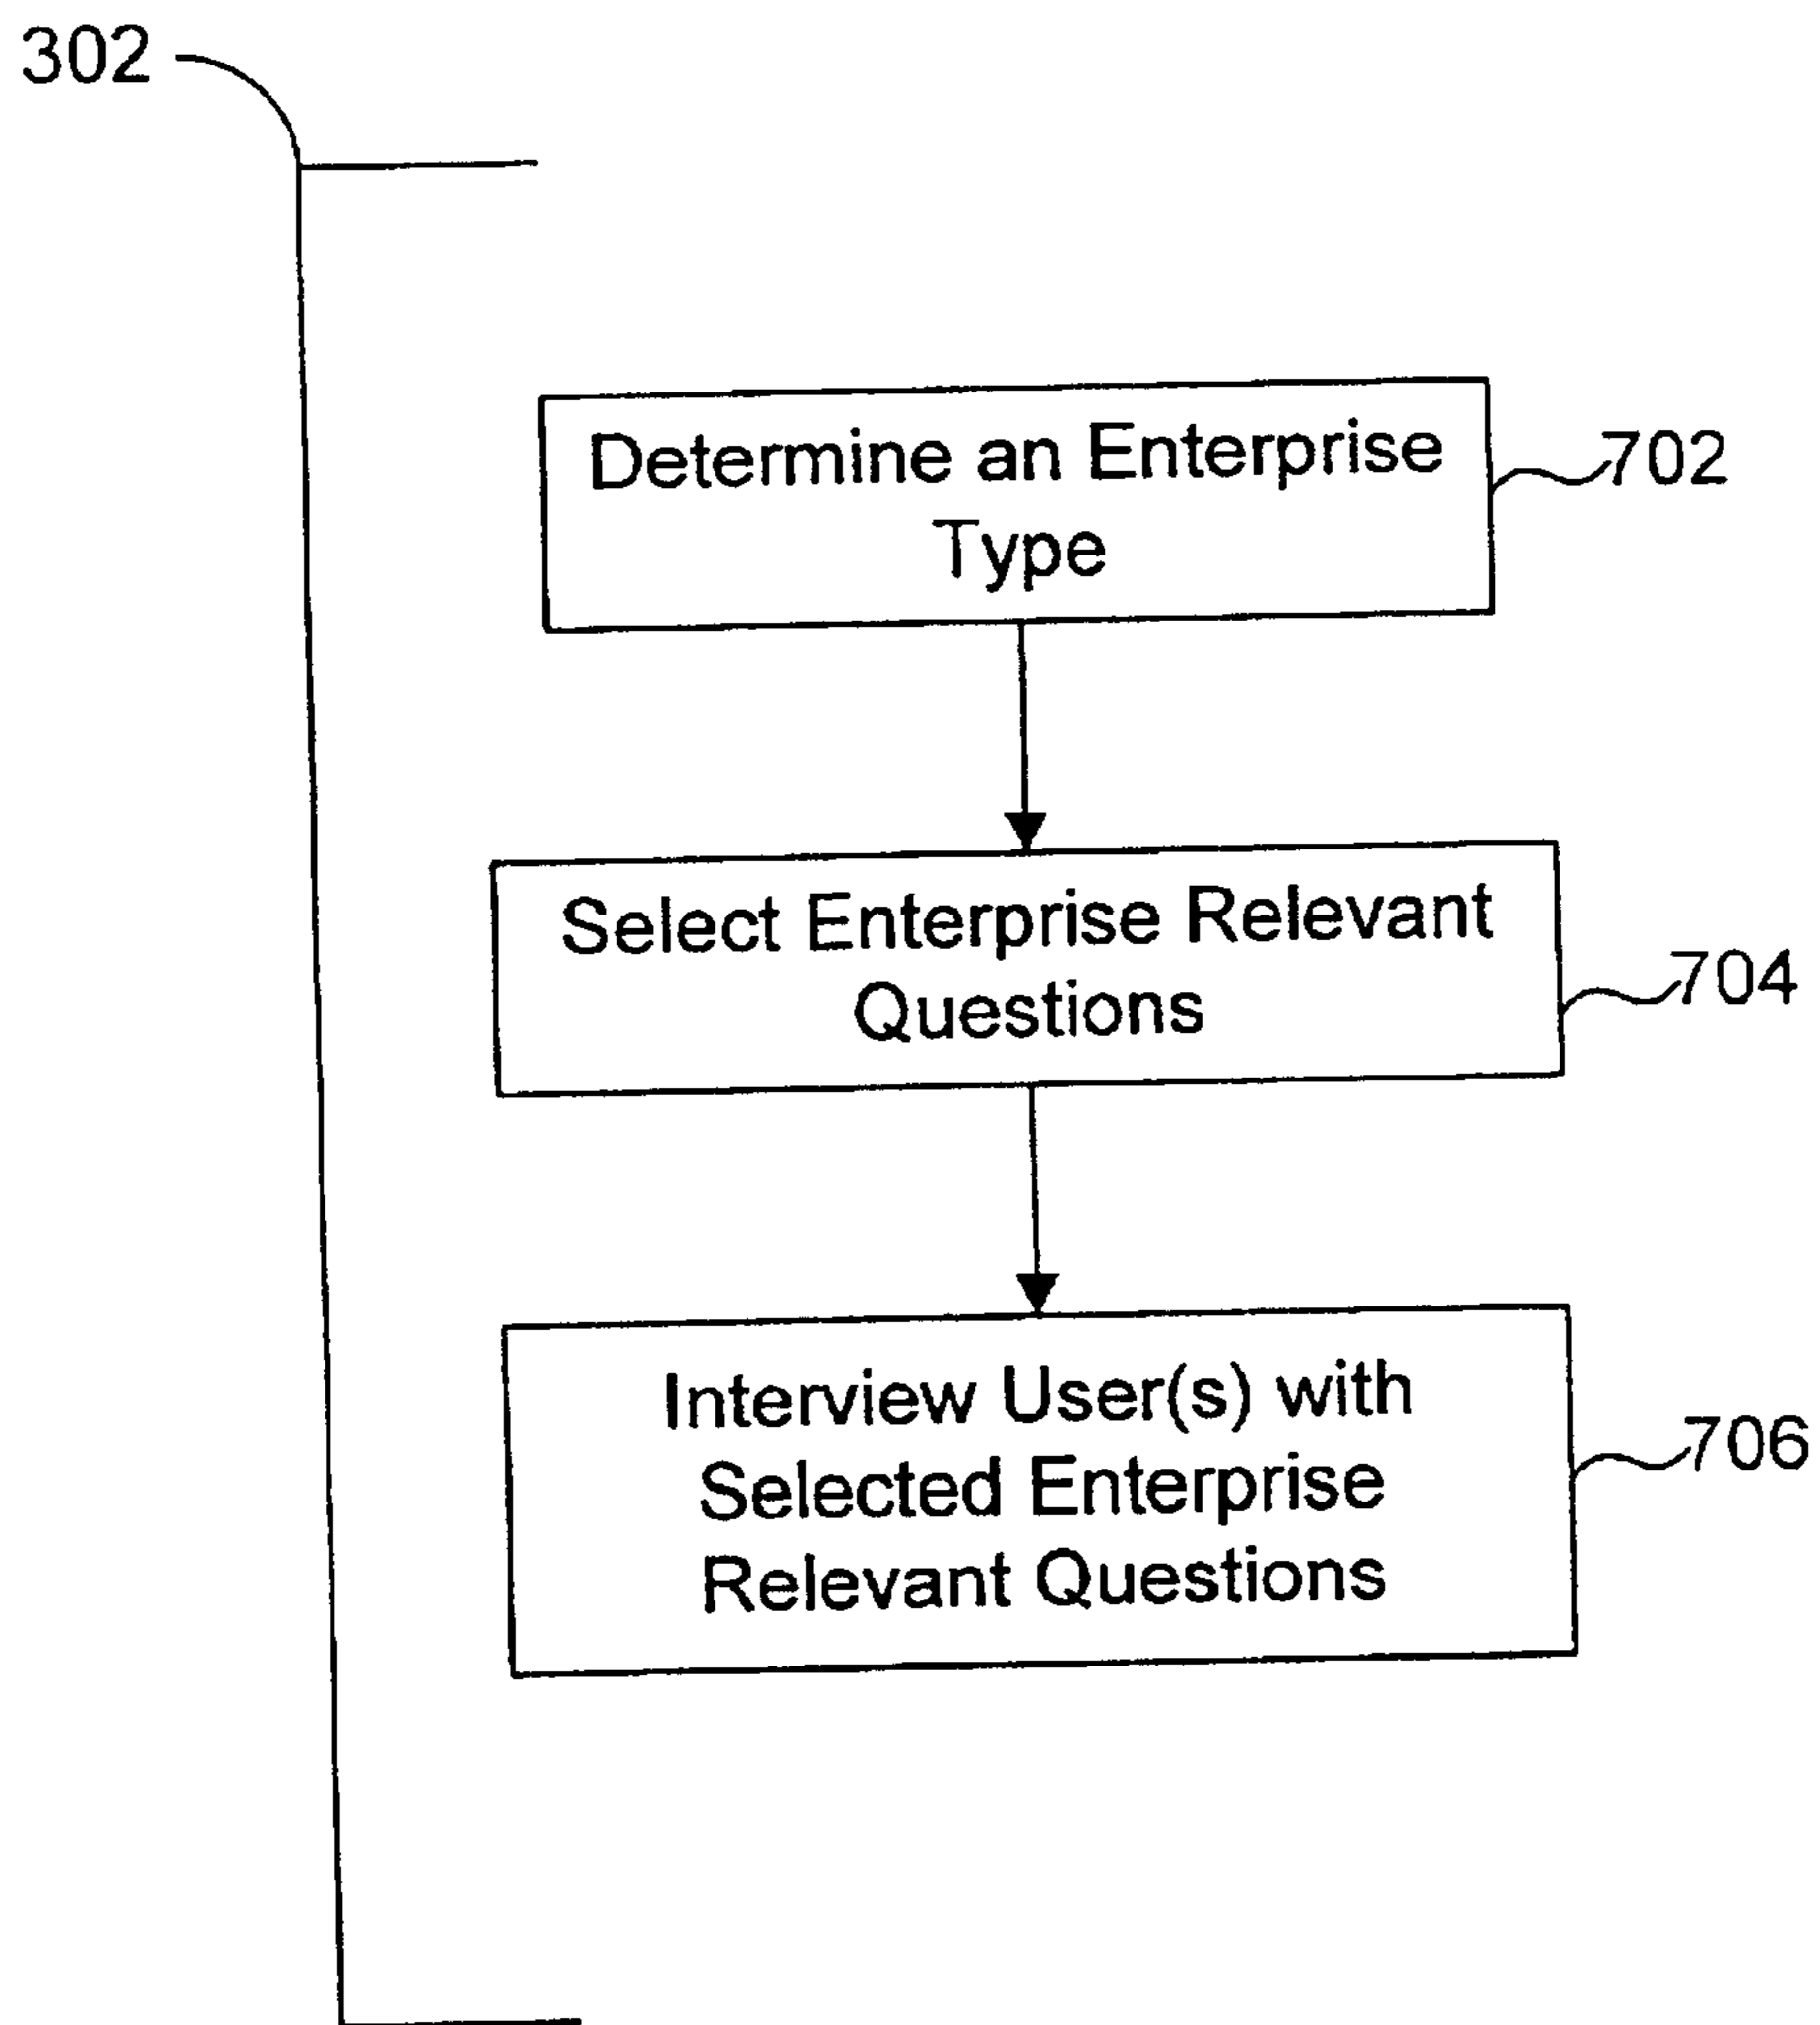 302
Determine an Enterprise
Type
702
Select Enterprise Relevant
Questions
704
Interview User(s) with
Selected Enterprise
Relevant Questions
706